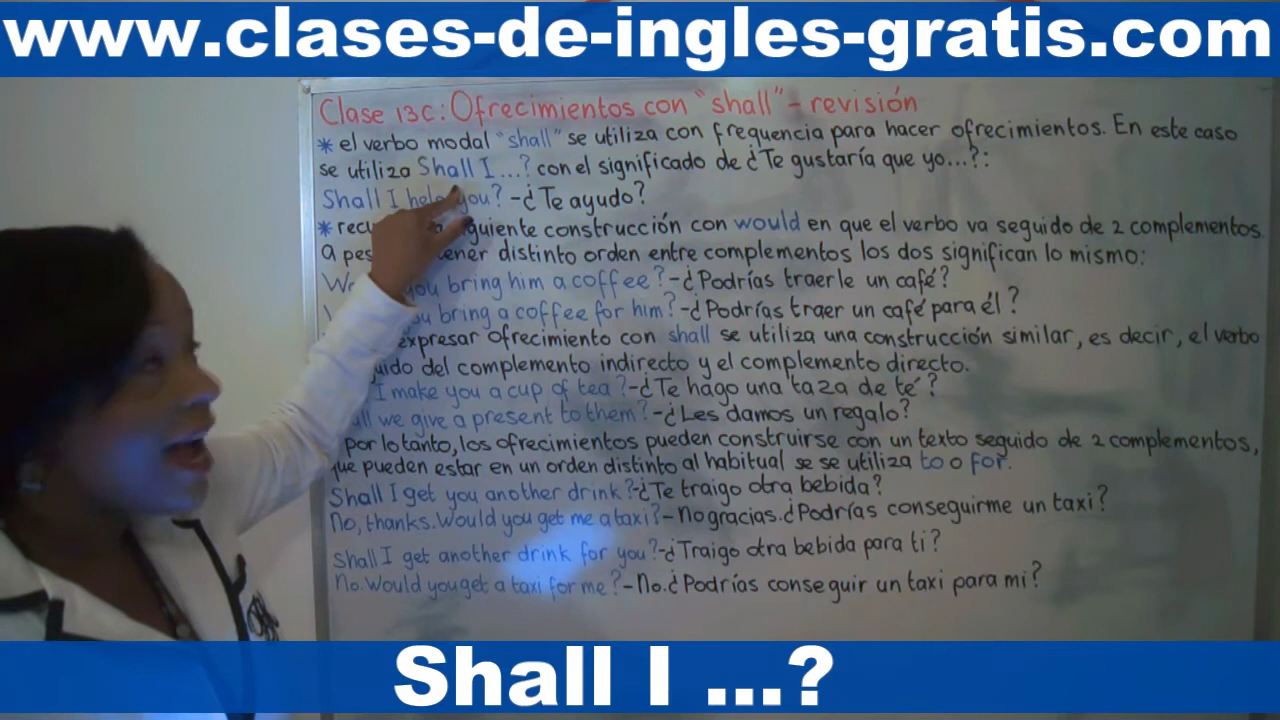 www.clases-de-ingles-gratis.com
Clase 13C: Ofrecimientos con "shall" - revisión
* el verbo modal "shall" se utiliza con frequencia para hacer ofrecimientos. En este caso
se utiliza Shall I...? con el significado de ¿Te gustaría que yo...?:
Shall I help you? - ¿Te ayudo?
* recu guiente construcción con would en que el verbo va seguido de 2 complementos.
A pes ener distinto orden entre complementos los dos significan lo mismo:
Wo you bring him a coffee? - ¿Podrías traerle un café?
ou bring a coffee for him? - ¿Podrías traer un café para él?
expresar ofrecimiento con shall se utiliza una construcción similar, es decir, el verbo
uido del complemento indirecto y el complemento directo.
I make you a cup of tea? - ¿Te hago una taza de té?
all we give a present to them? - ¿Les damos un regalo?
por lo tanto, los ofrecimientos pueden construirse con un texto seguido de 2 complementos,
que pueden estar en un orden distinto al habitual se se utiliza to o for.
Shall I get you another drink? - ¿Te traigo otra bebida?
No, thanks. Would you get me a taxi? - No gracias. ¿Podrías conseguirme un taxi?
Shall I get another drink for you? - ¿Traigo otra bebida para ti?
No. Would you get a taxi for me? - No. ¿Podrías conseguir un taxi para mi?
Shall I ...?